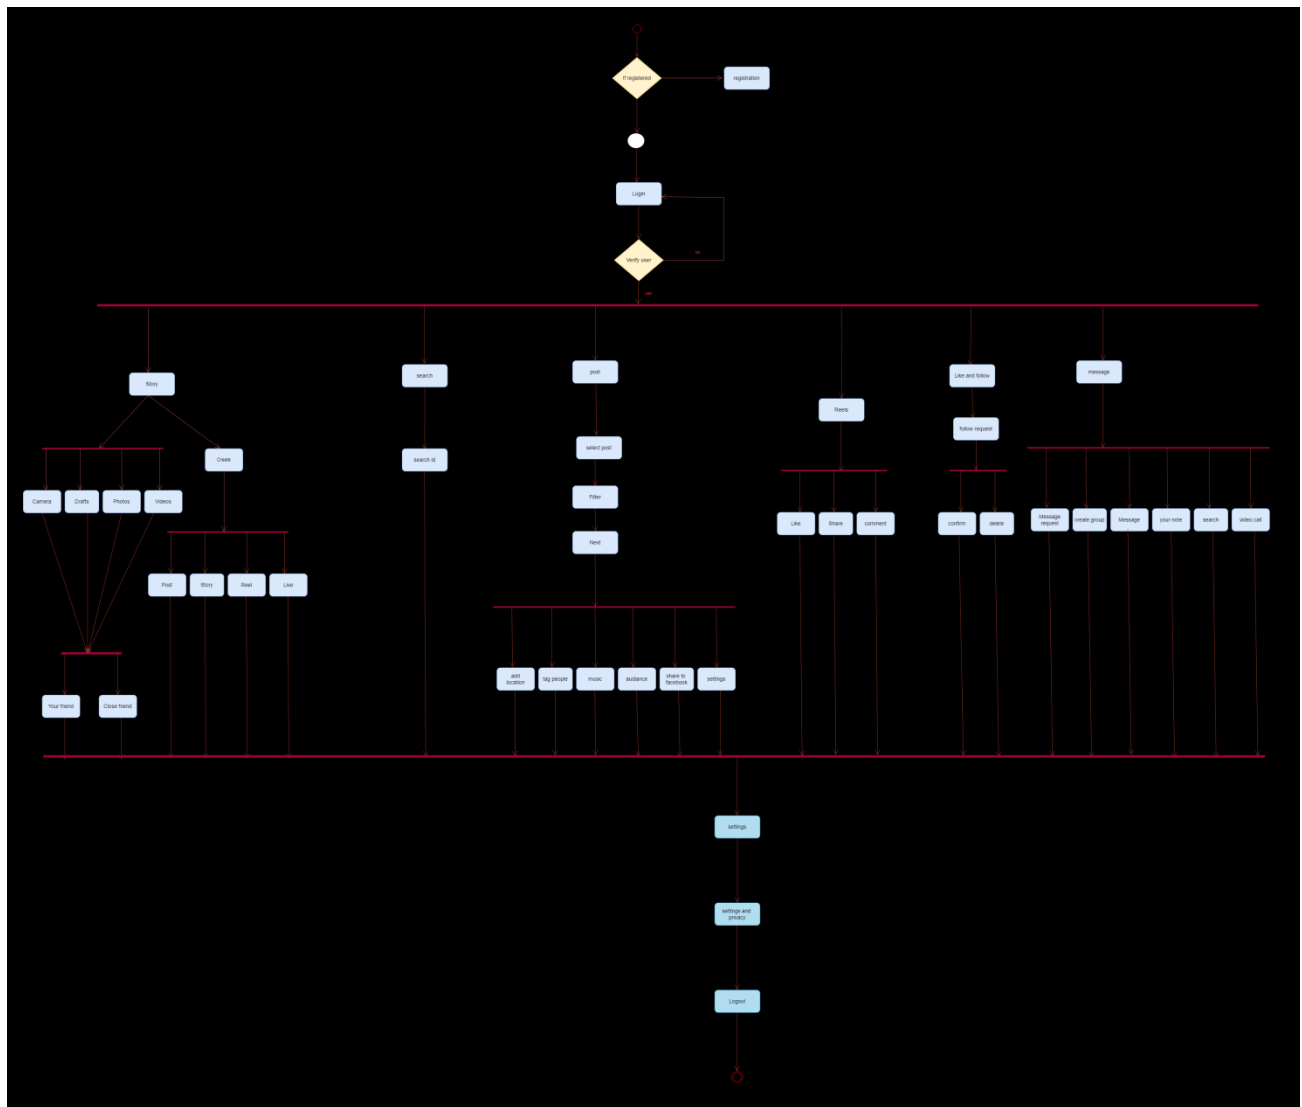 If registered
registration
Login
Verify user
no
yes
Story
search
post
Reels
Like and follow
message
follow request
Create
search id
select post
Camera
Drafts
Photos
Videos
Filter
Like
Share
comment
confirm
delete
Message
request
create group
Message
your note
search
video call
Next
Post
Story
Reel
Live
add
location
tag people
music
audiance
share to
facebook
settings
Your friend
Close friend
settings
settings and
privacy
Logout